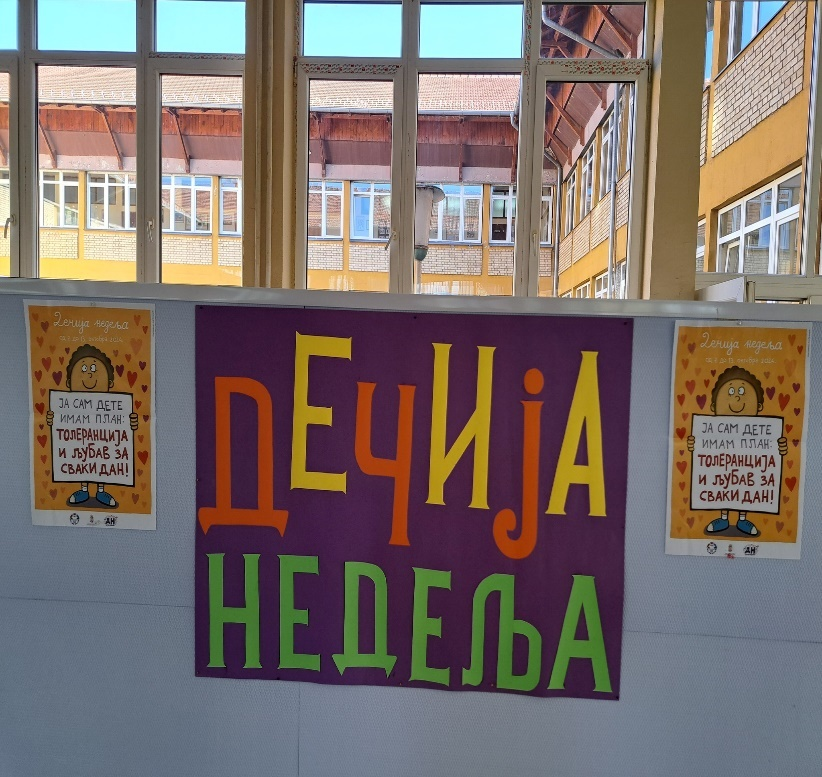 Дечија недеља
ЈА САМ ДЕТЕ
ИМАМ ПЛАН:
ТОЛЕРАНЦИЈА
И ЉУБАВ ЗА
СВАКИ ДАН!
ДЕЧИЈА
НЕДЕЉА
Дечија недеља
ЈА САМ ДЕТЕ
ИМАМ ПЛАН:
ТОЛЕРАНЦИЈА
И ЉУБАВ ЗА
СВАКИ ДАН!